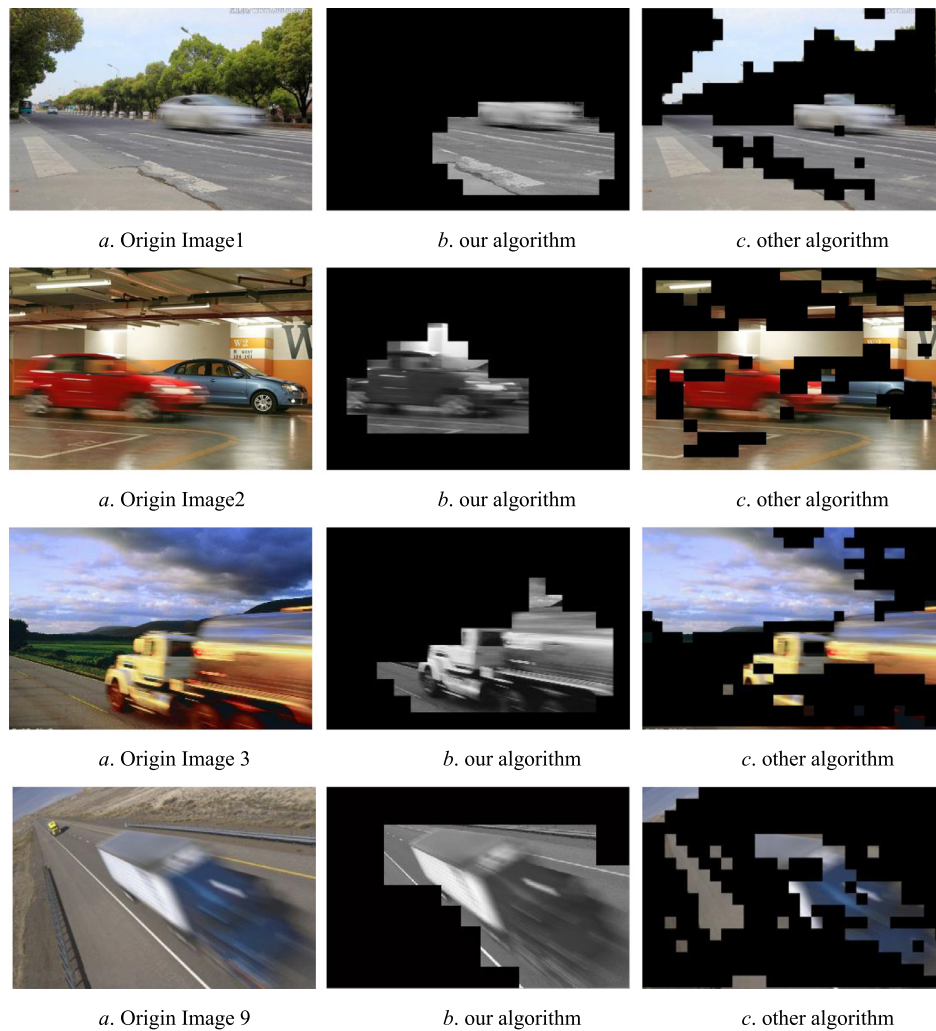 a. Origin Image1
b. our algorithm
c. other algorithm
W2
W
a. Origin Image2
b. our algorithm
c. other algorithm
a. Origin Image 3
b. our algorithm
c. other algorithm
a. Origin Image 9
b. our algorithm
c. other algorithm